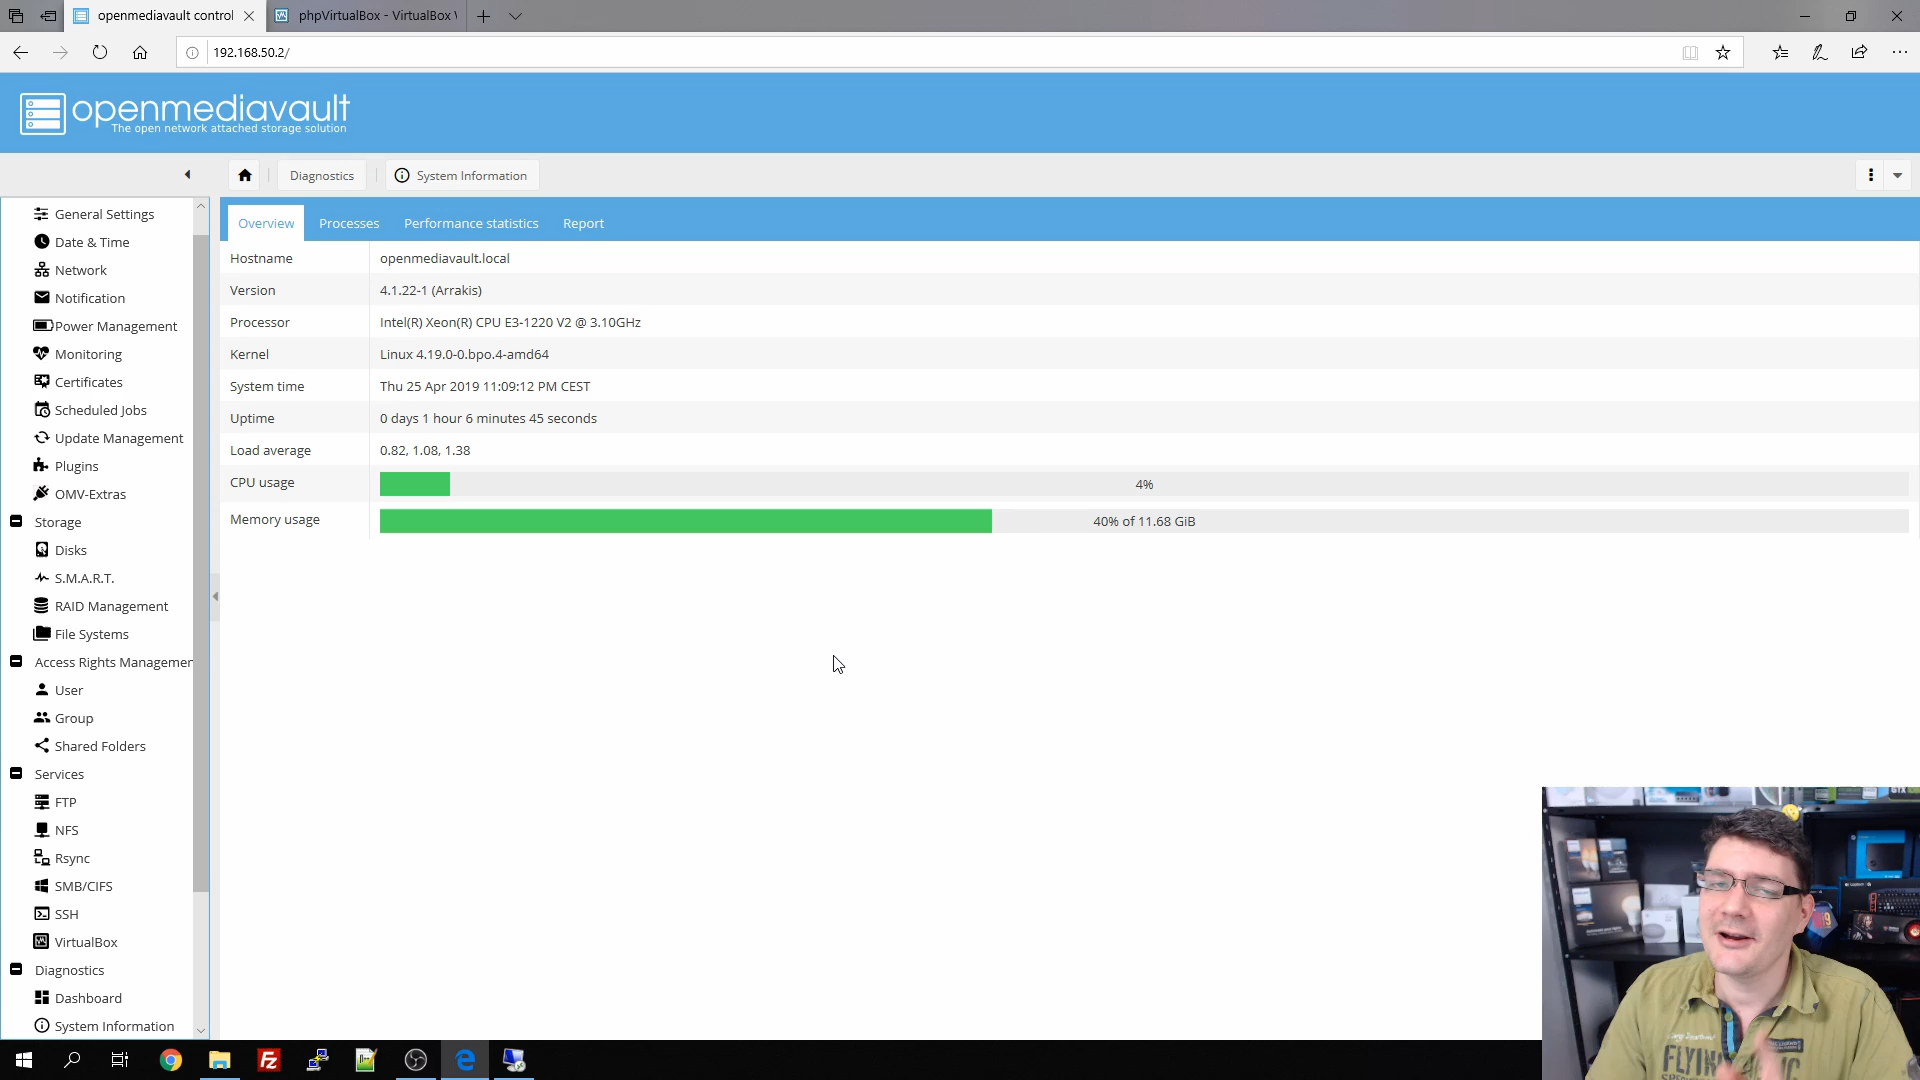 openmediavault control
phpVirtualBox - VirtualBox
192.168.50.2/
openmediavault
The open network attached storage solution
Diagnostics
System Information
General Settings
Date & Time
Network
Notification
Power Management
Monitoring
Certificates
Scheduled Jobs
Update Management
Plugins
OMV-Extras
Storage
Disks
S.M.A.R.T.
RAID Management
File Systems
Access Rights Managemen
User
Group
Shared Folders
Services
FTP
NFS
Rsync
SMB/CIFS
SSH
VirtualBox
Diagnostics
Dashboard
System Information
Overview Processes Performance statistics Report
Hostname openmediavault.local
Version 4.1.22-1 (Arrakis)
Processor Intel(R) Xeon(R) CPU E3-1220 V2 @ 3.10GHz
Kernel Linux 4.19.0-0.bpo.4-amd64
System time Thu 25 Apr 2019 11:09:12 PM CEST
Uptime 0 days 1 hour 6 minutes 45 seconds
Load average 0.82, 1.08, 1.38
CPU usage 4%
Memory usage 40% of 11.68 GiB